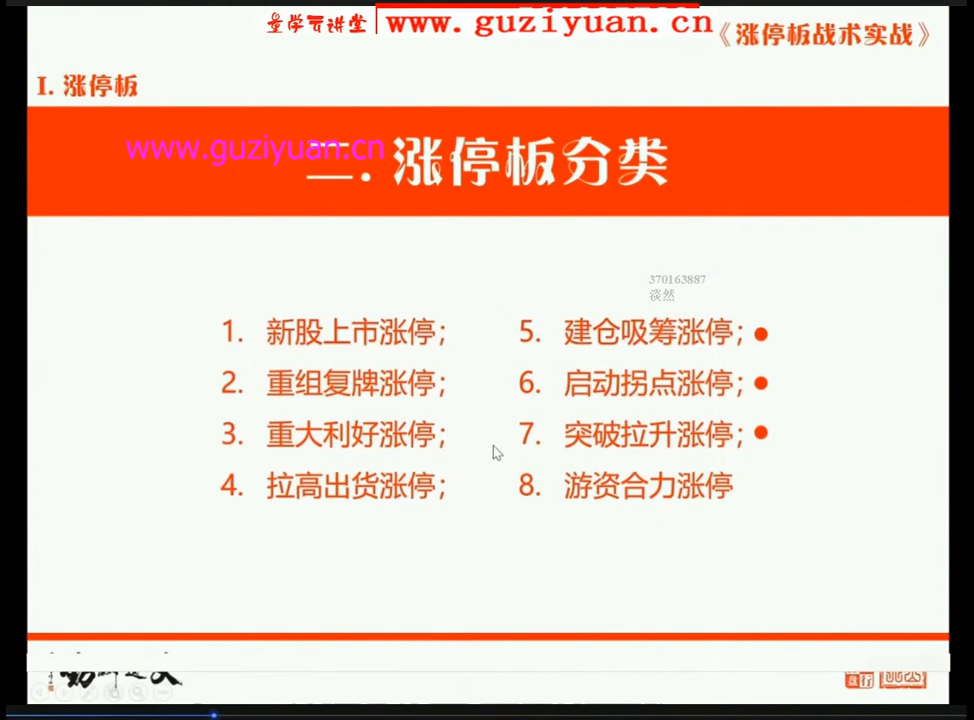 量学云讲堂
www.guziyuan.cn
《涨停板战术实战》
I. 涨停板
www.guziyuan.cn
二. 涨停板分类
370163887
淡然
1. 新股上市涨停;
2. 重组复牌涨停;
3. 重大利好涨停;
4. 拉高出货涨停;
5. 建仓吸筹涨停;
6. 启动拐点涨停;
7. 突破拉升涨停;
8. 游资合力涨停